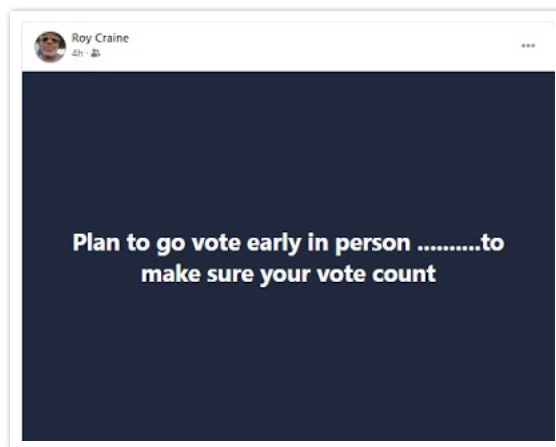 Roy Craine
4h ·
Plan to go vote early in person ..........to
make sure your vote count